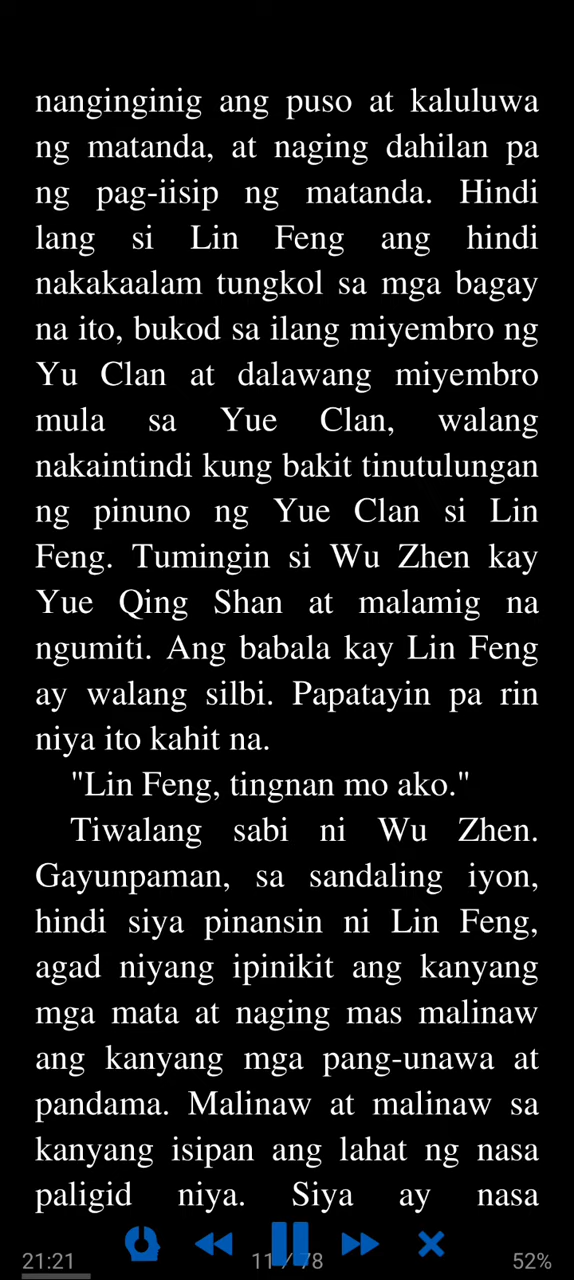 nanginginig ang puso at kaluluwa
ng matanda, at naging dahilan pa
ng pag-iisip ng matanda. Hindi
lang si Lin Feng ang hindi
nakakaalam tungkol sa mga bagay
na ito, bukod sa ilang miyembro ng
Yu Clan at dalawang miyembro
mula sa Yue Clan, walang
nakaintindi kung bakit tinutulungan
ng pinuno ng Yue Clan si Lin
Feng. Tumingin si Wu Zhen kay
Yue Qing Shan at malamig na
ngumiti. Ang babala kay Lin Feng
ay walang silbi. Papatayin pa rin
niya ito kahit na.
"Lin Feng, tingnan mo ako."
Tiwalang sabi ni Wu Zhen.
Gayunpaman, sa sandaling iyon,
hindi siya pinansin ni Lin Feng,
agad niyang ipinikit ang kanyang
mga mata at naging mas malinaw
ang kanyang mga pang-unawa at
pandama. Malinaw at malinaw sa
kanyang isipan ang lahat ng nasa
paligid niya. Siya ay nasa
21:21 11 / 78 52%